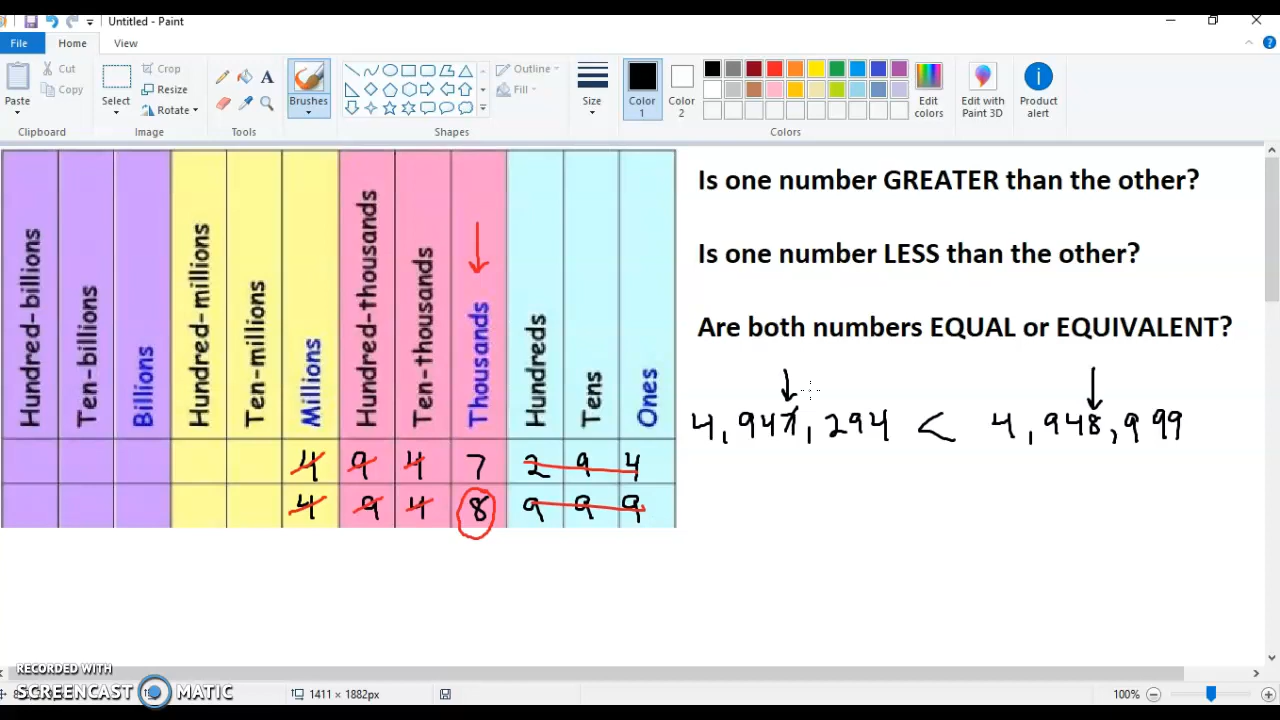 Untitled - Paint
File Home View
Paste Cut Copy Select Crop Resize Rotate A Brushes Outline Fill Size Color 1 Color 2 Edit colors Edit with Paint 3D Product alert
Clipboard Image Tools Shapes Colors
Hundred-billions Ten-billions Billions Hundred-millions Ten-millions Millions Hundred-thousands Ten-thousands Thousands Hundreds Tens Ones
4 9 4 7 2 9 4
4 9 4 8 9 9 9
Is one number GREATER than the other?
Is one number LESS than the other?
Are both numbers EQUAL or EQUIVALENT?
4,947,294 < 4,948,999
RECORDED WITH
SCREENCAST MATIC
1411 × 1882px
100%